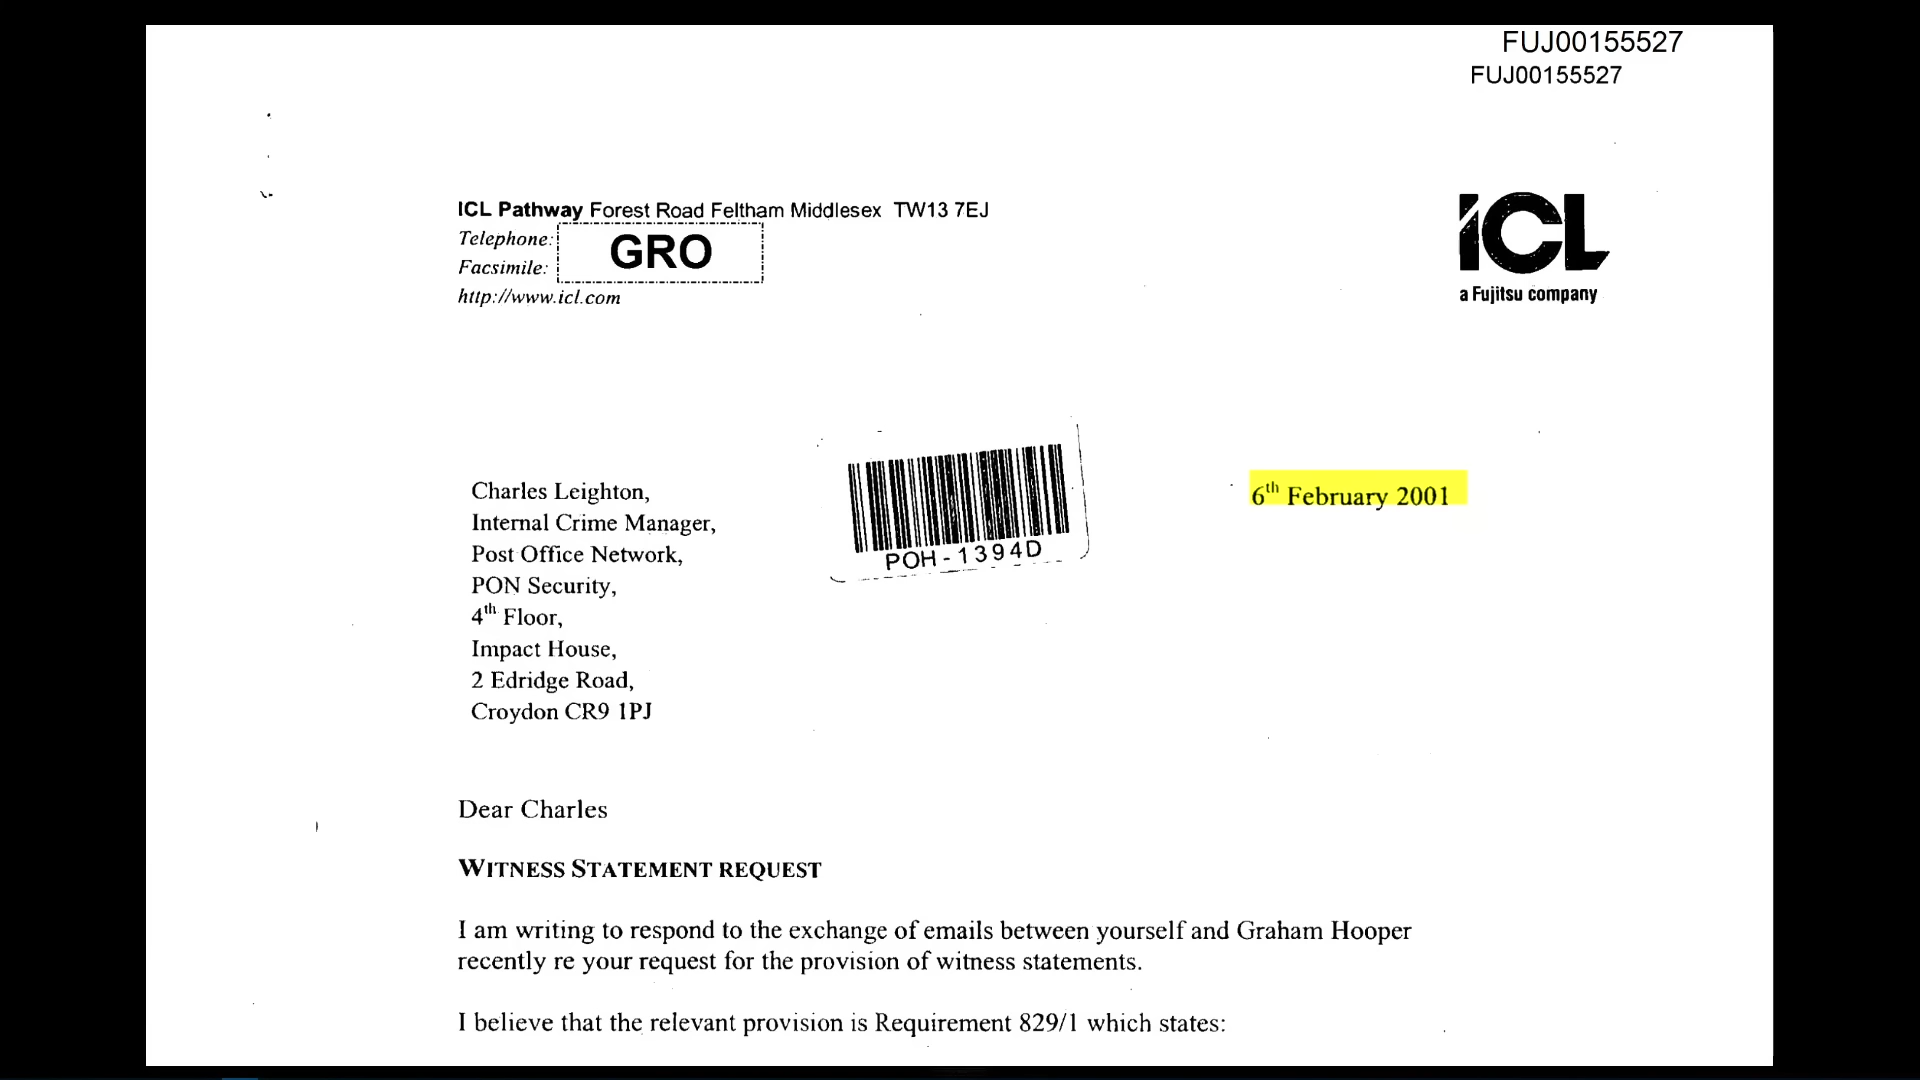 FUJ00155527
FUJ00155527
ICL Pathway Forest Road Feltham Middlesex TW13 7EJ
Telephone:
GRO
Facsimile:
http://www.icl.com
ICL
a Fujitsu company
Charles Leighton,
6th February 2001
Internal Crime Manager,
Post Office Network,
POH-1394D
PON Security,
4th Floor,
Impact House,
2 Edridge Road,
Croydon CR9 1PJ
Dear Charles
WITNESS STATEMENT REQUEST
I am writing to respond to the exchange of emails between yourself and Graham Hooper
recently re your request for the provision of witness statements.
I believe that the relevant provision is Requirement 829/1 which states: